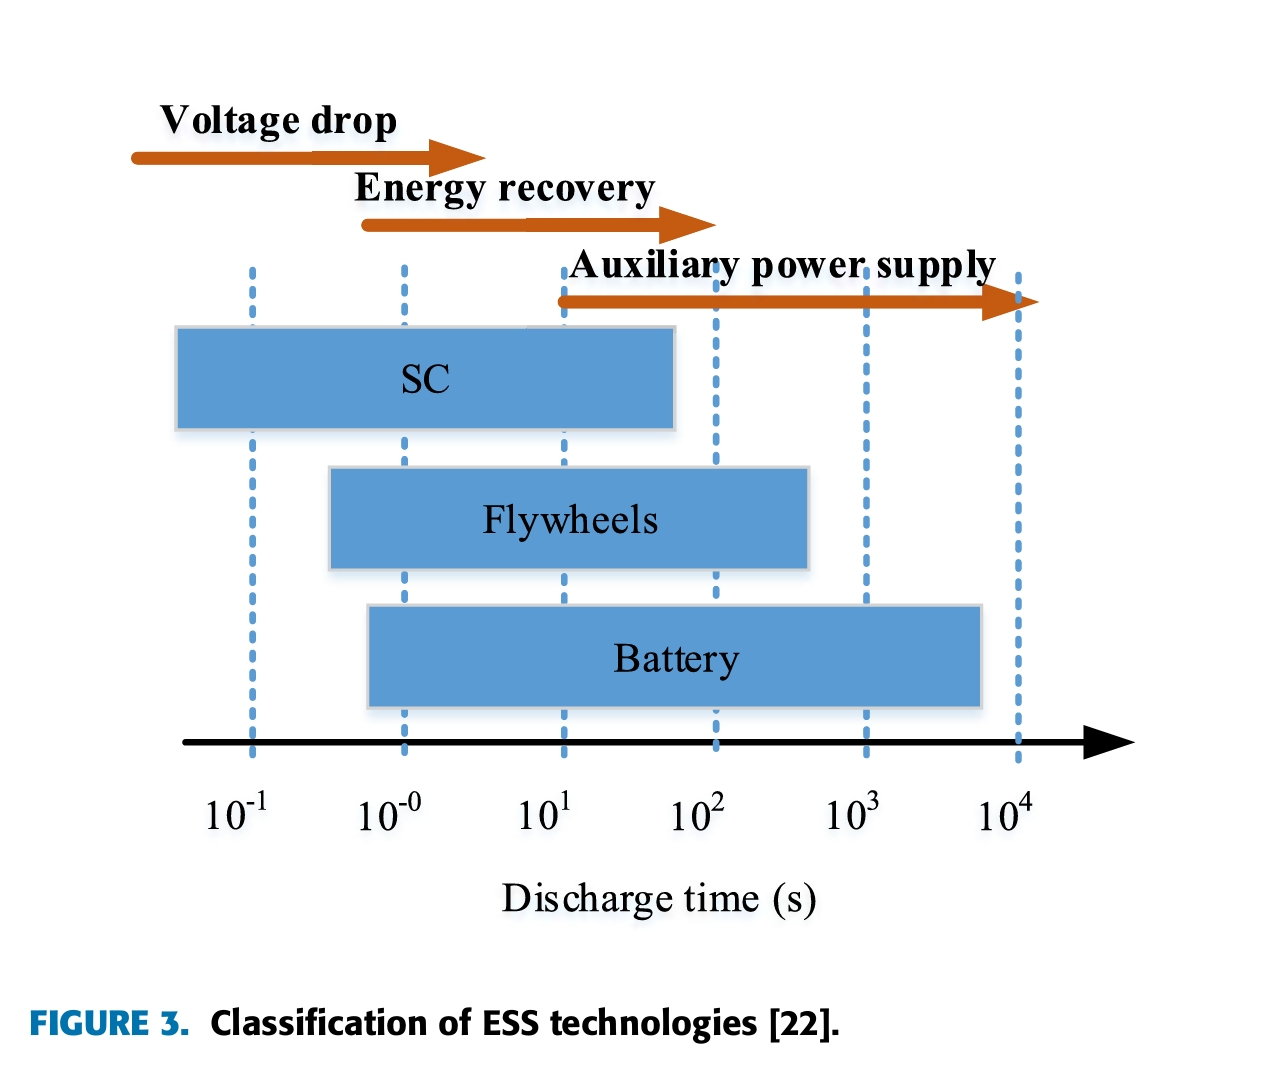 Voltage drop
Energy recovery
Auxiliary power supply
SC
Flywheels
Battery
10⁻¹ 10⁻⁰ 10¹ 10² 10³ 10⁴
Discharge time (s)
FIGURE 3. Classification of ESS technologies [22].